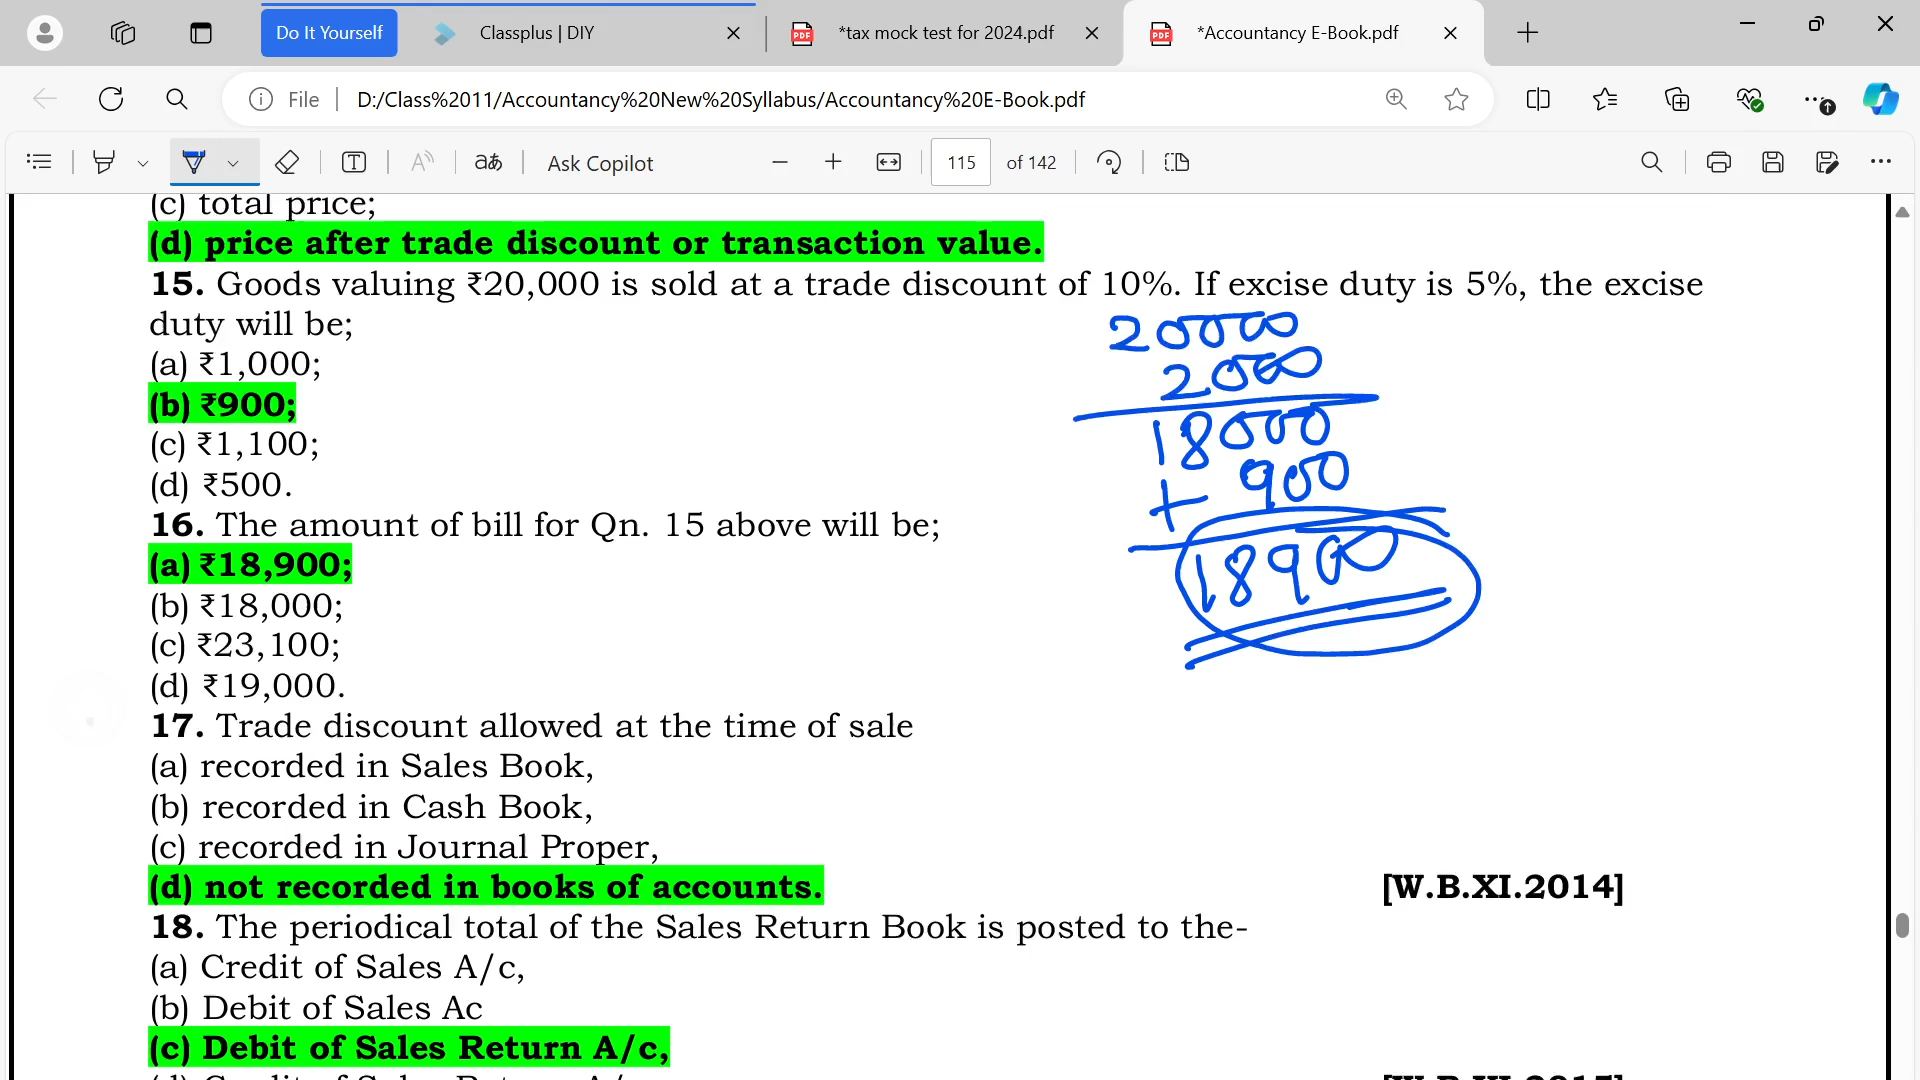 Do It Yourself
Classplus | DIY
*tax mock test for 2024.pdf
*Accountancy E-Book.pdf
File
D:/Class%2011/Accountancy%20New%20Syllabus/Accountancy%20E-Book.pdf
Ask Copilot
115
of 142
(c) total price;
(d) price after trade discount or transaction value.
15. Goods valuing ₹20,000 is sold at a trade discount of 10%. If excise duty is 5%, the excise
duty will be;
(a) ₹1,000;
(b) ₹900;
(c) ₹1,100;
(d) ₹500.
20000
2000
18000
+ 900
18900
16. The amount of bill for Qn. 15 above will be;
(a) ₹18,900;
(b) ₹18,000;
(c) ₹23,100;
(d) ₹19,000.
17. Trade discount allowed at the time of sale
(a) recorded in Sales Book,
(b) recorded in Cash Book,
(c) recorded in Journal Proper,
(d) not recorded in books of accounts. [W.B.XI.2014]
18. The periodical total of the Sales Return Book is posted to the-
(a) Credit of Sales A/c,
(b) Debit of Sales Ac
(c) Debit of Sales Return A/c,